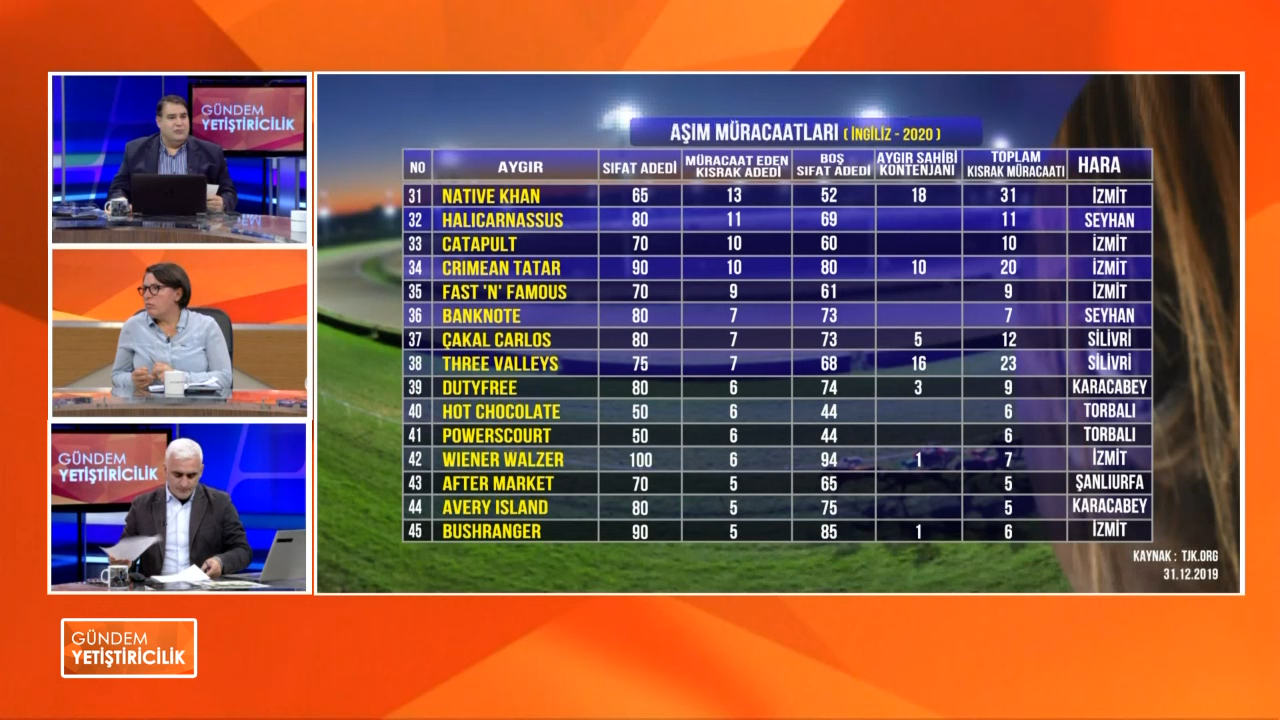 GÜNDEM
YETİŞTİRİCİLİK
GÜNDEM
YETİŞTİRİCİLİK
GÜNDEM
YETİŞTİRİCİLİK
AŞIM MÜRACAATLARI ( İNGİLİZ - 2020 )
NO AYGIR SIFAT ADEDİ MÜRACAAT EDEN KISRAK ADEDİ BOŞ SIFAT ADEDİ AYGIR SAHİBİ KONTENJANI TOPLAM KISRAK MÜRACAATI HARA
31 NATIVE KHAN 65 13 52 18 31 İZMİT
32 HALICARNASSUS 80 11 69 11 SEYHAN
33 CATAPULT 70 10 60 10 İZMİT
34 CRIMEAN TATAR 90 10 80 10 20 İZMİT
35 FAST 'N' FAMOUS 70 9 61 9 İZMİT
36 BANKNOTE 80 7 73 7 SEYHAN
37 ÇAKAL CARLOS 80 7 73 5 12 SİLİVRİ
38 THREE VALLEYS 75 7 68 16 23 SİLİVRİ
39 DUTYFREE 80 6 74 3 9 KARACABEY
40 HOT CHOCOLATE 50 6 44 6 TORBALI
41 POWERSCOURT 50 6 44 6 TORBALI
42 WIENER WALZER 100 6 94 1 7 İZMİT
43 AFTER MARKET 70 5 65 5 ŞANLIURFA
44 AVERY ISLAND 80 5 75 5 KARACABEY
45 BUSHRANGER 90 5 85 1 6 İZMİT
KAYNAK : TJK.ORG
31.12.2019